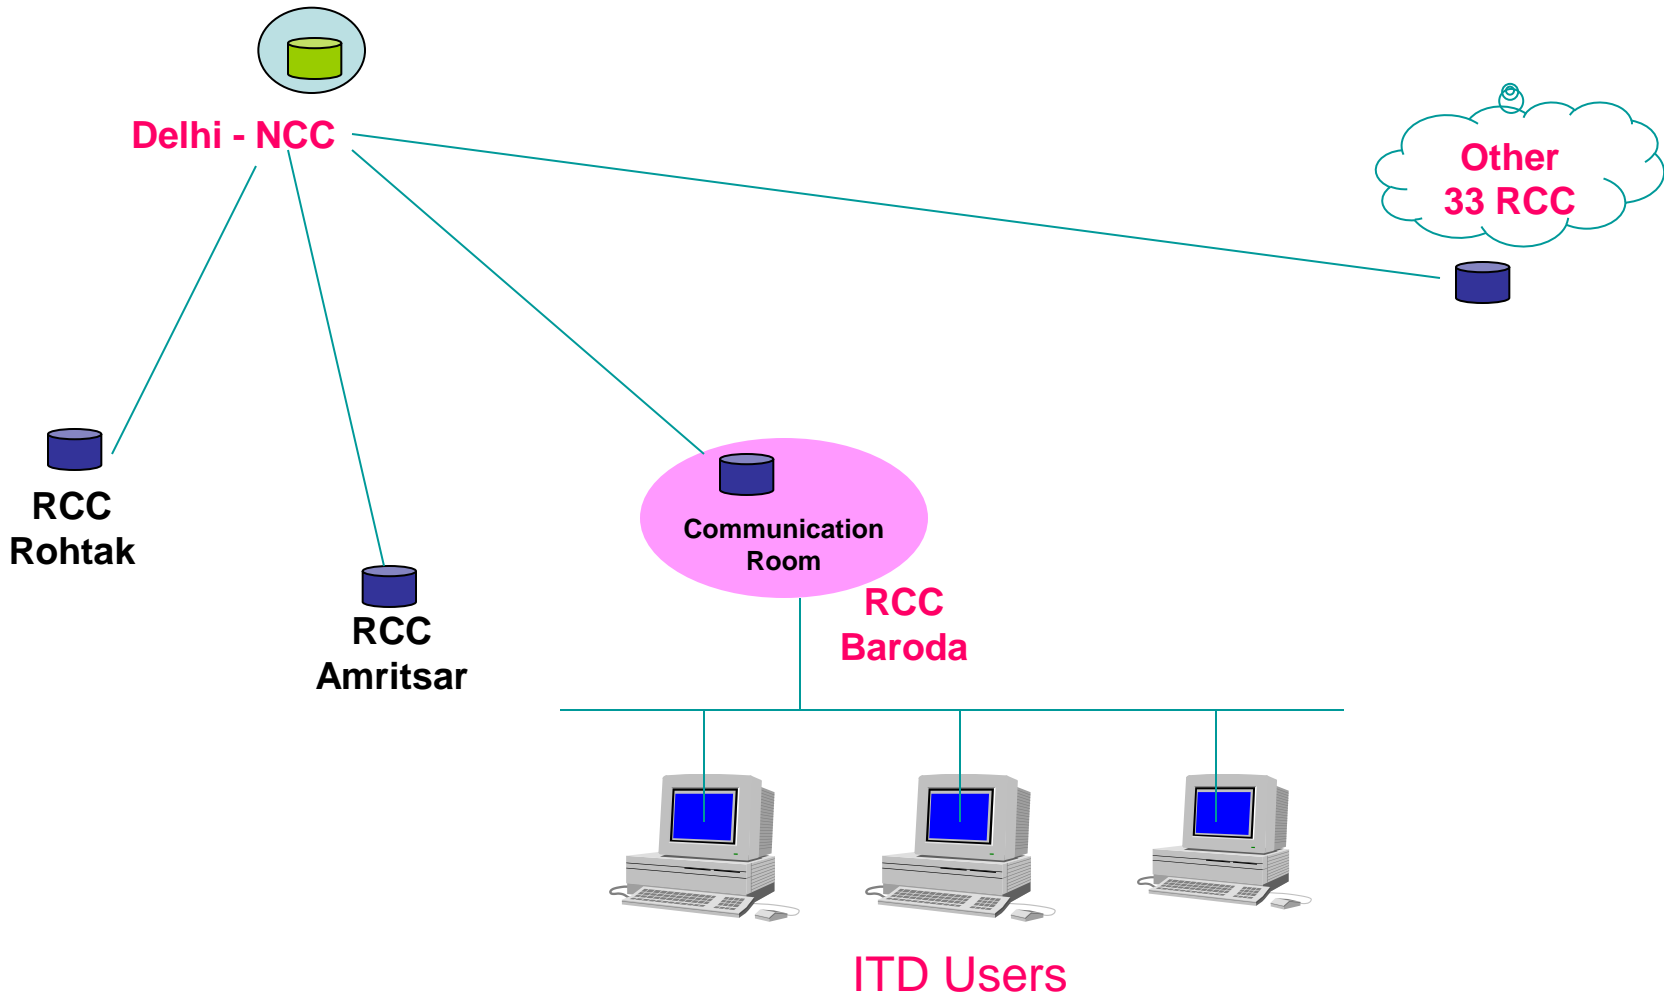 Delhi - NCC
Other
33 RCC
RCC
Rohtak
RCC
Amritsar
Communication
Room
RCC
Baroda
ITD Users